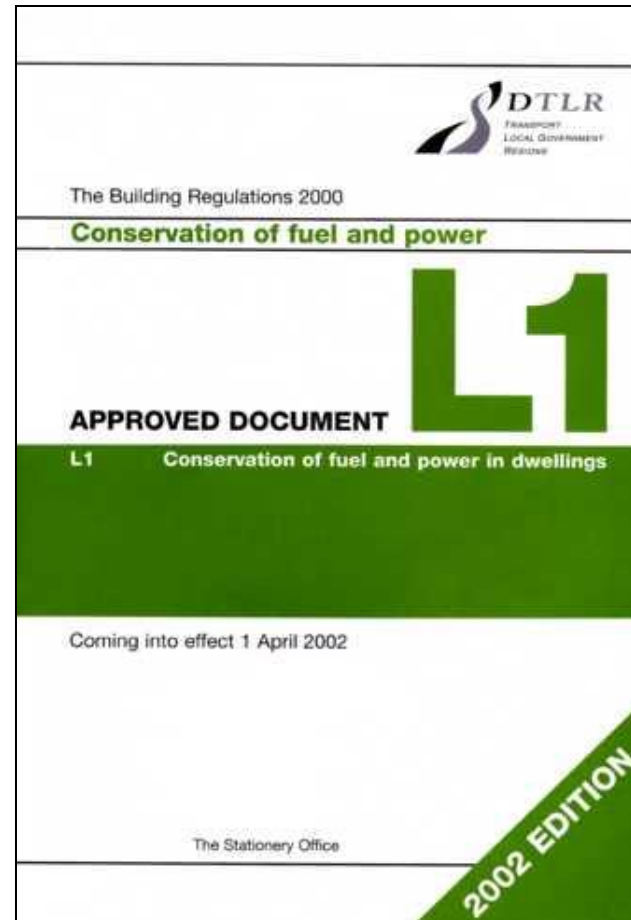 DTLR
TRANSPORT
LOCAL GOVERNMENT
REGIONS
The Building Regulations 2000
Conservation of fuel and power
L1
APPROVED DOCUMENT
L1 Conservation of fuel and power in dwellings
Coming into effect 1 April 2002
The Stationery Office
2002 EDITION